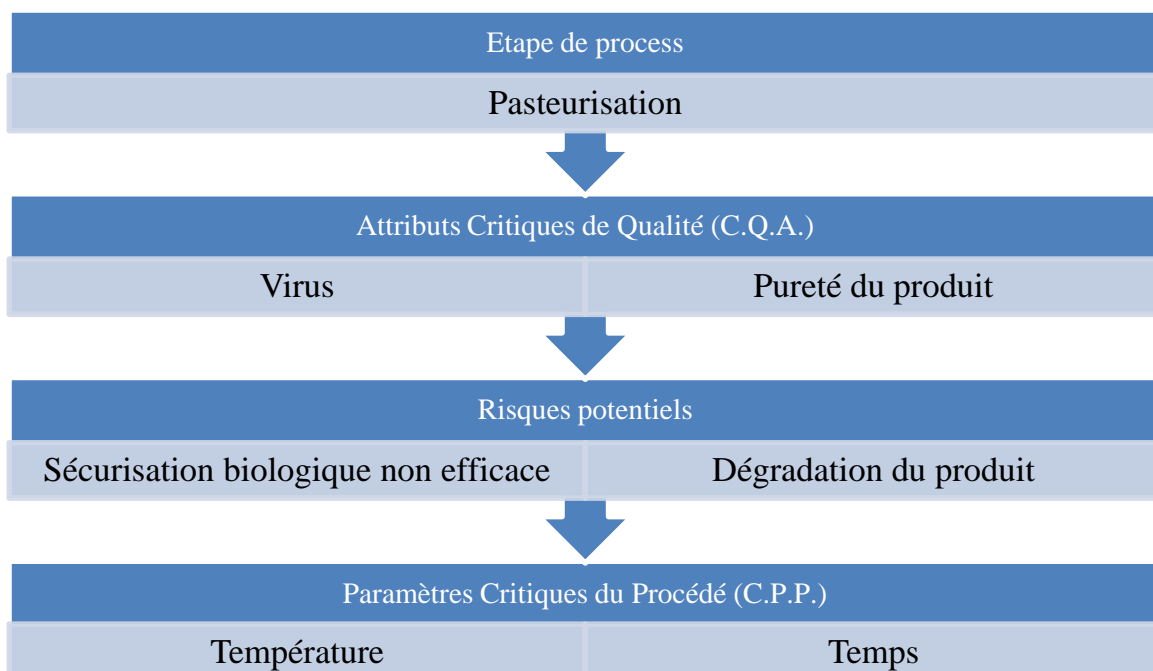 Etape de process
Pasteurisation
Attributs Critiques de Qualité (C.Q.A.)
Virus
Pureté du produit
Risques potentiels
Sécurisation biologique non efficace
Dégradation du produit
Paramètres Critiques du Procédé (C.P.P.)
Température
Temps